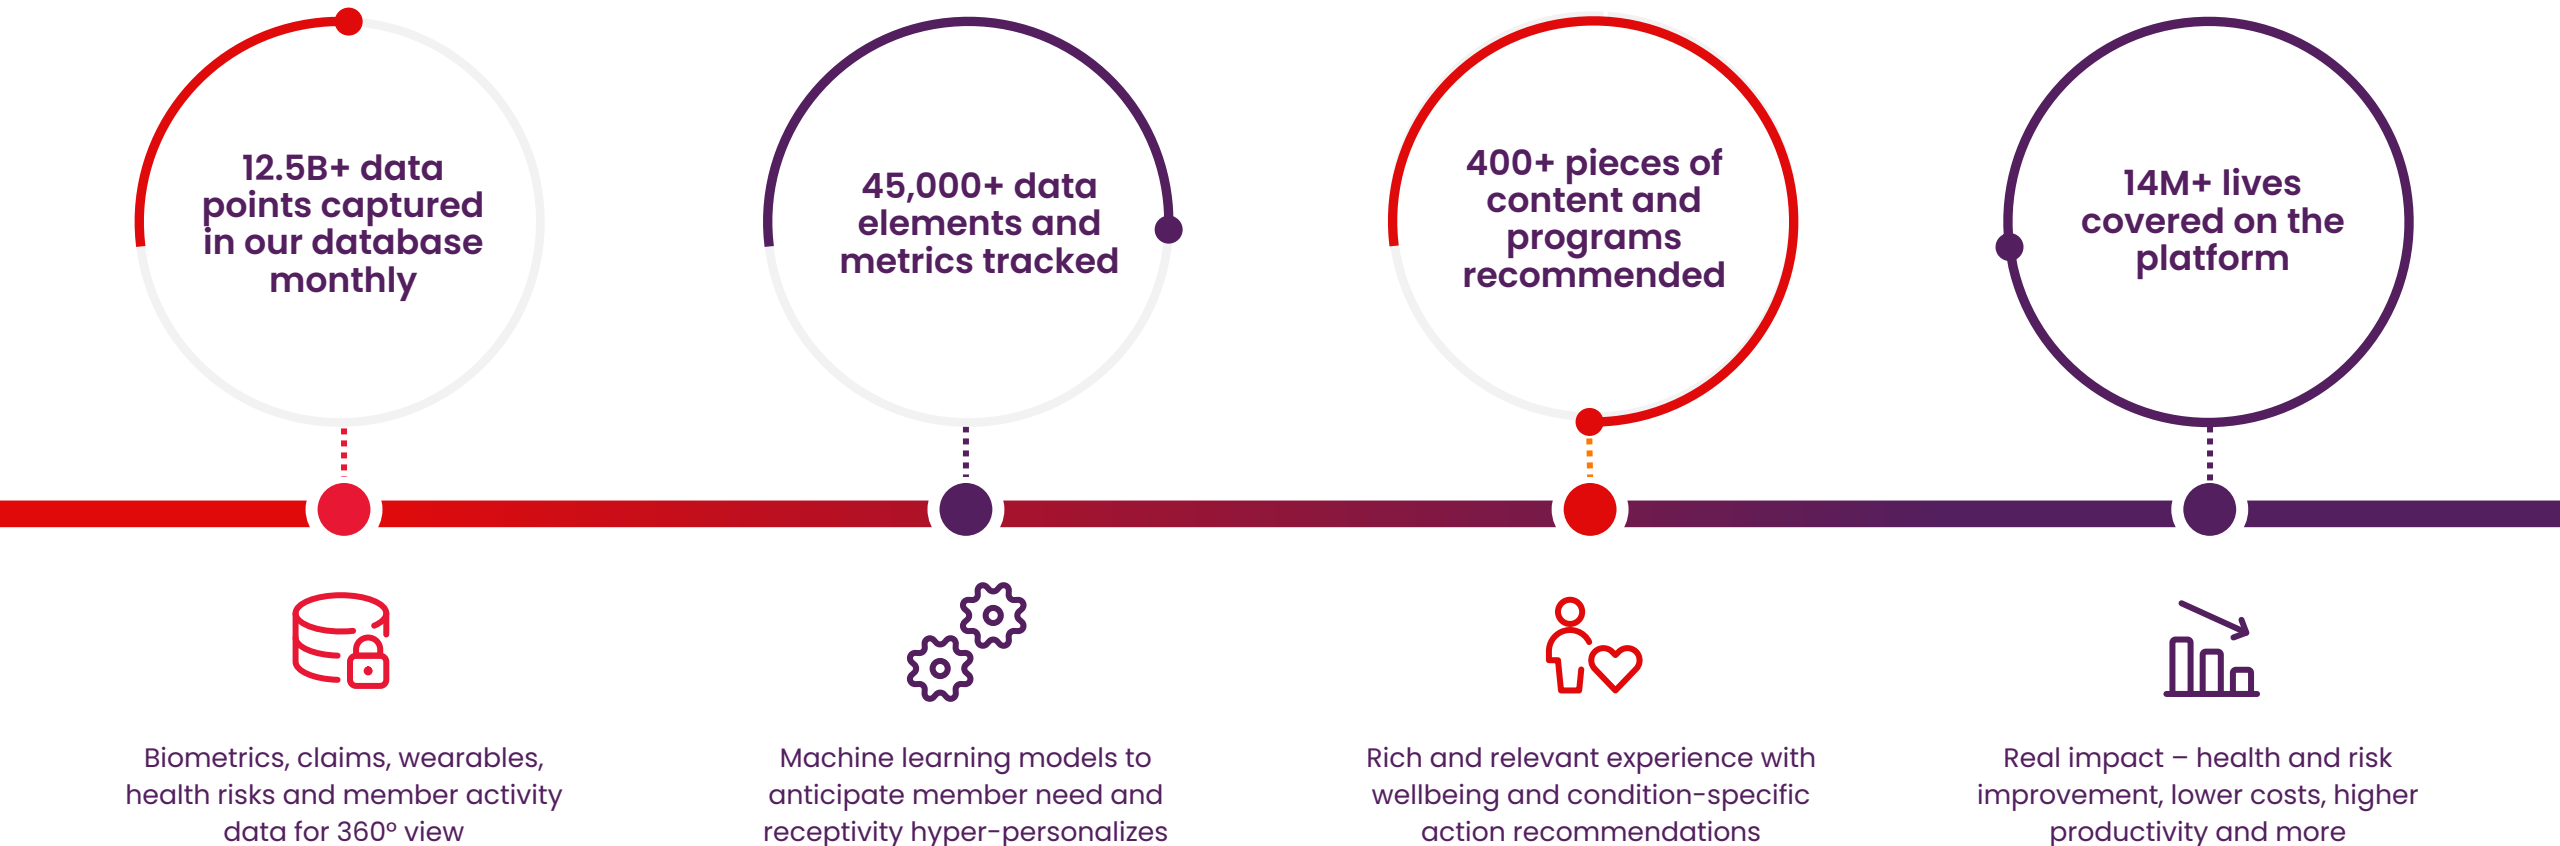 12.5B+ data
points captured
in our database
monthly
45,000+ data
elements and
metrics tracked
400+ pieces of
content and
programs
recommended
14M+ lives
covered on the
platform
Biometrics, claims, wearables,
health risks and member activity
data for 360° view
Machine learning models to
anticipate member need and
receptivity hyper-personalizes
Rich and relevant experience with
wellbeing and condition-specific
action recommendations
Real impact – health and risk
improvement, lower costs, higher
productivity and more